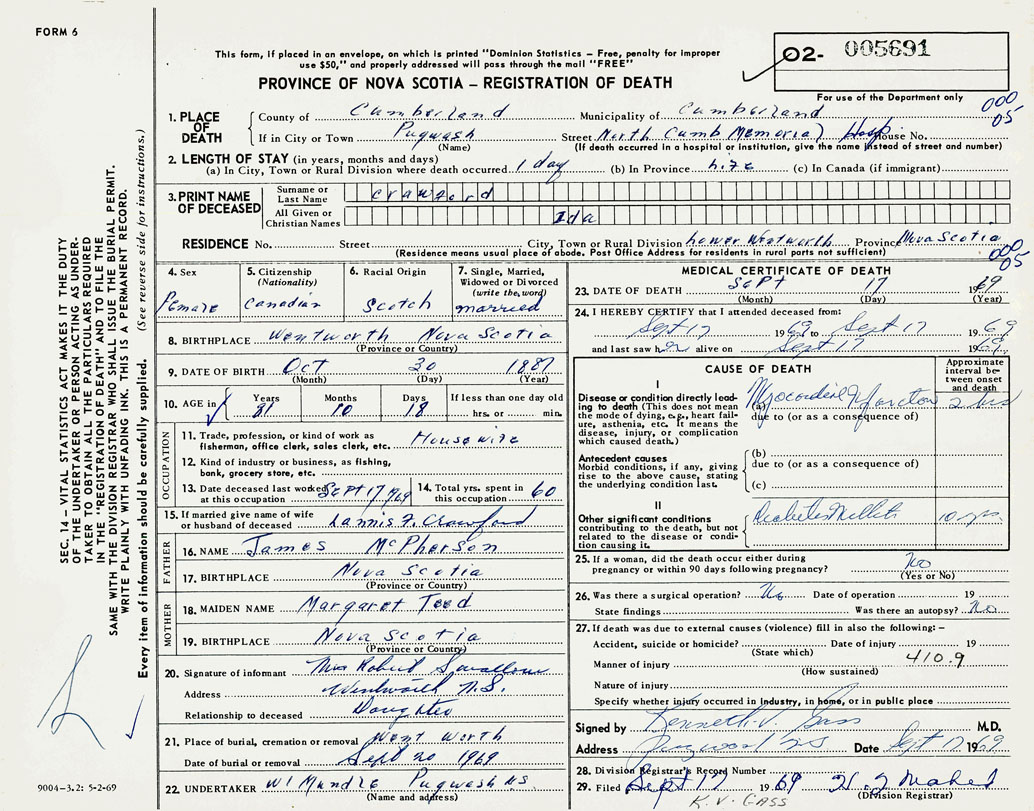 FORM 6
This form, if placed in an envelope, on which is printed "Dominion Statistics – Free, penalty for improper
use $50," and properly addressed will pass through the mail "FREE"
PROVINCE OF NOVA SCOTIA – REGISTRATION OF DEATH
O2- 005691
For use of the Department only
000
05
1. PLACE OF DEATH
County of Cumberland Municipality of Cumberland
If in City or Town Pugwash Street North Cumb Memorial Hosp House No.
(Name) (If death occurred in a hospital or institution, give the name instead of street and number)
2. LENGTH OF STAY (in years, months and days)
(a) In City, Town or Rural Division where death occurred 1 day (b) In Province life (c) In Canada (if immigrant)
3. PRINT NAME OF DECEASED
Surname or Last Name Crawford
All Given or Christian Names Ida
RESIDENCE No. Street City, Town or Rural Division Lower Wentworth Province Nova Scotia
(Residence means usual place of abode. Post Office Address for residents in rural parts not sufficient)
000
05
4. Sex
Female
5. Citizenship
(Nationality)
Canadian
6. Racial Origin
Scotch
7. Single, Married,
Widowed or Divorced
(write the word)
married
8. BIRTHPLACE Wentworth Nova Scotia
(Province or Country)
9. DATE OF BIRTH Oct 30 1887
(Month) (Day) (Year)
10. AGE in Years Months Days If less than one day old
81 10 18 hrs. or min.
OCCUPATION
11. Trade, profession, or kind of work as
fisherman, office clerk, sales clerk, etc. Housewife
12. Kind of industry or business, as fishing,
bank, grocery store, etc.
13. Date deceased last worked
at this occupation Sept 17/1969
14. Total yrs. spent in
this occupation 60
15. If married give name of wife
or husband of deceased Lannis F. Crawford
FATHER
16. NAME James McPherson
17. BIRTHPLACE Nova Scotia
(Province or Country)
MOTHER
18. MAIDEN NAME Margaret Teed
19. BIRTHPLACE Nova Scotia
(Province or Country)
20. Signature of informant Mrs Robert Swallow
Address Wentworth N.S.
Relationship to deceased Daughter
21. Place of burial, cremation or removal Wentworth
Date of burial or removal Sept 20 1969
22. UNDERTAKER Pugwash NS
(Name and address)
MEDICAL CERTIFICATE OF DEATH
23. DATE OF DEATH Sept 17 1969
(Month) (Day) (Year)
24. I HEREBY CERTIFY that I attended deceased from:
Sept 17 1969 to Sept 17 1969
and last saw her alive on Sept 17 1969
CAUSE OF DEATH
Approximate
interval between onset
and death
I
Disease or condition directly leading to death (This does not mean
the mode of dying, e.g., heart failure,
asthenia, etc. It means the
disease, injury, or complication
which caused death.)
(a) Myocardial Infarction 2 hrs
due to (or as a consequence of)
Antecedent causes
Morbid conditions, if any, giving
rise to the above cause, stating
the underlying condition last.
(b)
due to (or as a consequence of)
(c)
II
Other significant conditions
contributing to the death, but not
related to the disease or condition
causing it.
Diabetes Mellitus 10 yrs.
25. If a woman, did the death occur either during
pregnancy or within 90 days following pregnancy? No
(Yes or No)
26. Was there a surgical operation? No Date of operation 19
State findings Was there an autopsy? No
27. If death was due to external causes (violence) fill in also the following: –
Accident, suicide or homicide? Date of injury 19
(State which)
Manner of injury 410.9
(How sustained)
Nature of injury
Specify whether injury occurred in industry, in home, or in public place
Signed by Kenneth V. Gass M.D.
Address Date Sept 17 1969
28. Division Registrar's Record Number
29. Filed Sept 17 1969
(Division Registrar)
K. V. GASS
SEC. 14 – VITAL STATISTICS ACT MAKES IT THE DUTY
OF THE UNDERTAKER OR PERSON ACTING AS UNDERTAKER
TO OBTAIN ALL THE PARTICULARS REQUIRED
IN THE "REGISTRATION OF DEATH" AND TO FILE THE
SAME WITH THE DIVISION REGISTRAR WHO SHALL ISSUE THE BURIAL PERMIT.
WRITE PLAINLY WITH UNFADING INK. THIS IS A PERMANENT RECORD.
Every item of information should be carefully supplied. (See reverse side for instructions.)
9004–3.2: 5-2-69